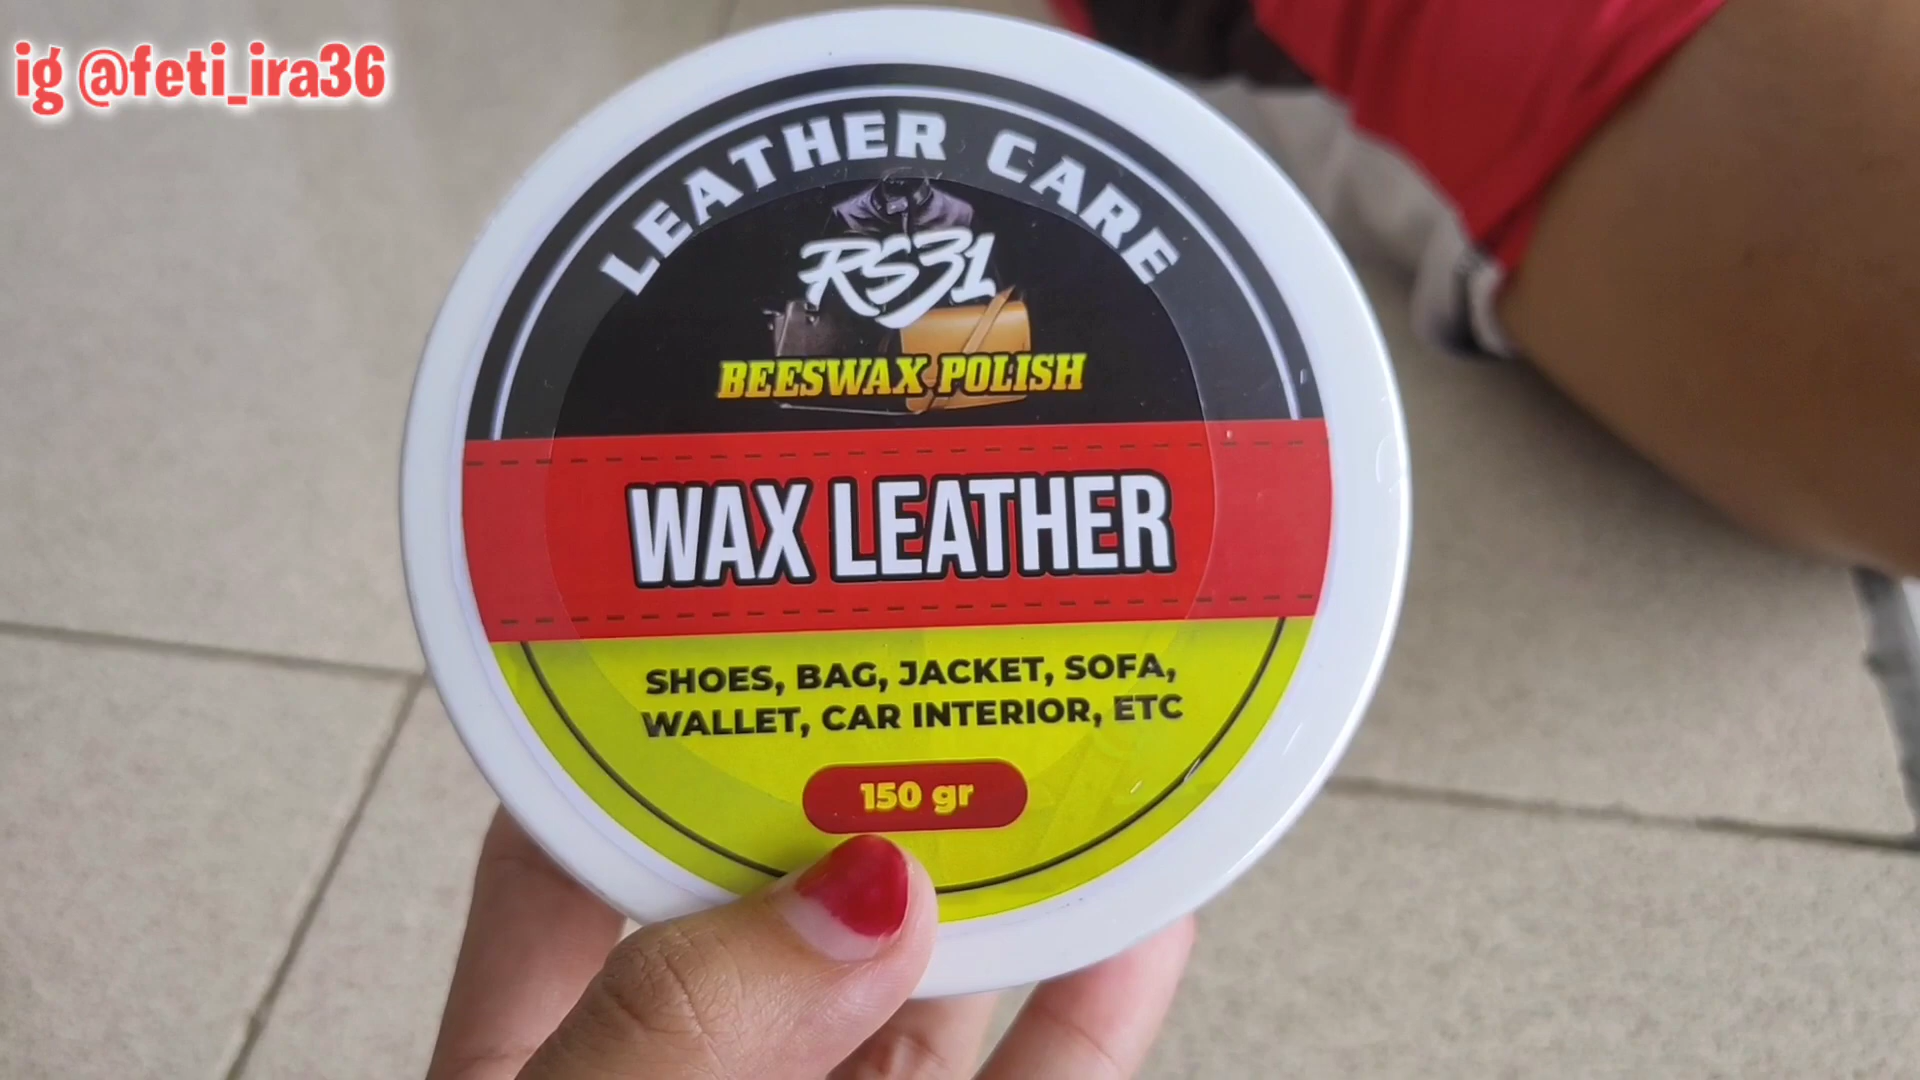 ig @feti_ira36
LEATHER CARE
RS31
BEESWAX POLISH
WAX LEATHER
SHOES, BAG, JACKET, SOFA,
WALLET, CAR INTERIOR, ETC
150 gr